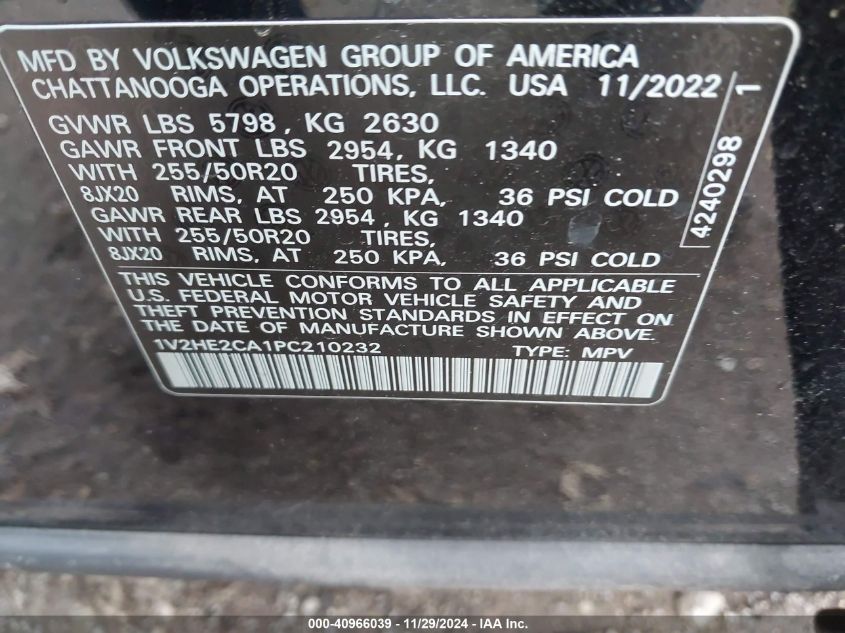 MFD BY VOLKSWAGEN GROUP OF AMERICA
CHATTANOOGA OPERATIONS, LLC. USA 11/2022
GVWR LBS 5798, KG 2630
GAWR FRONT LBS 2954, KG 1340
WITH 255/50R20 TIRES,
8JX20 RIMS, AT 250 KPA, 36 PSI COLD
GAWR REAR LBS 2954, KG 1340
WITH 255/50R20 TIRES,
8JX20 RIMS, AT 250 KPA, 36 PSI COLD
4240298 1
THIS VEHICLE CONFORMS TO ALL APPLICABLE
U.S. FEDERAL MOTOR VEHICLE SAFETY AND
THEFT PREVENTION STANDARDS IN EFFECT ON
THE DATE OF MANUFACTURE SHOWN ABOVE.
1V2HE2CA1PC210232 TYPE: MPV
000-40966039 - 11/29/2024 - IAA Inc.